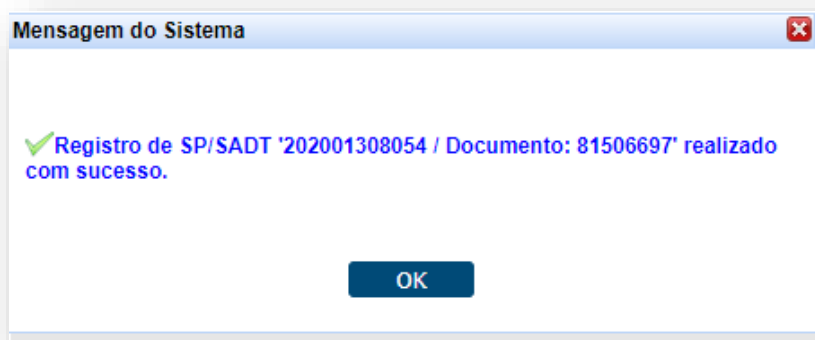 Mensagem do Sistema
Registro de SP/SADT '202001308054 / Documento: 81506697' realizado
com sucesso.
OK